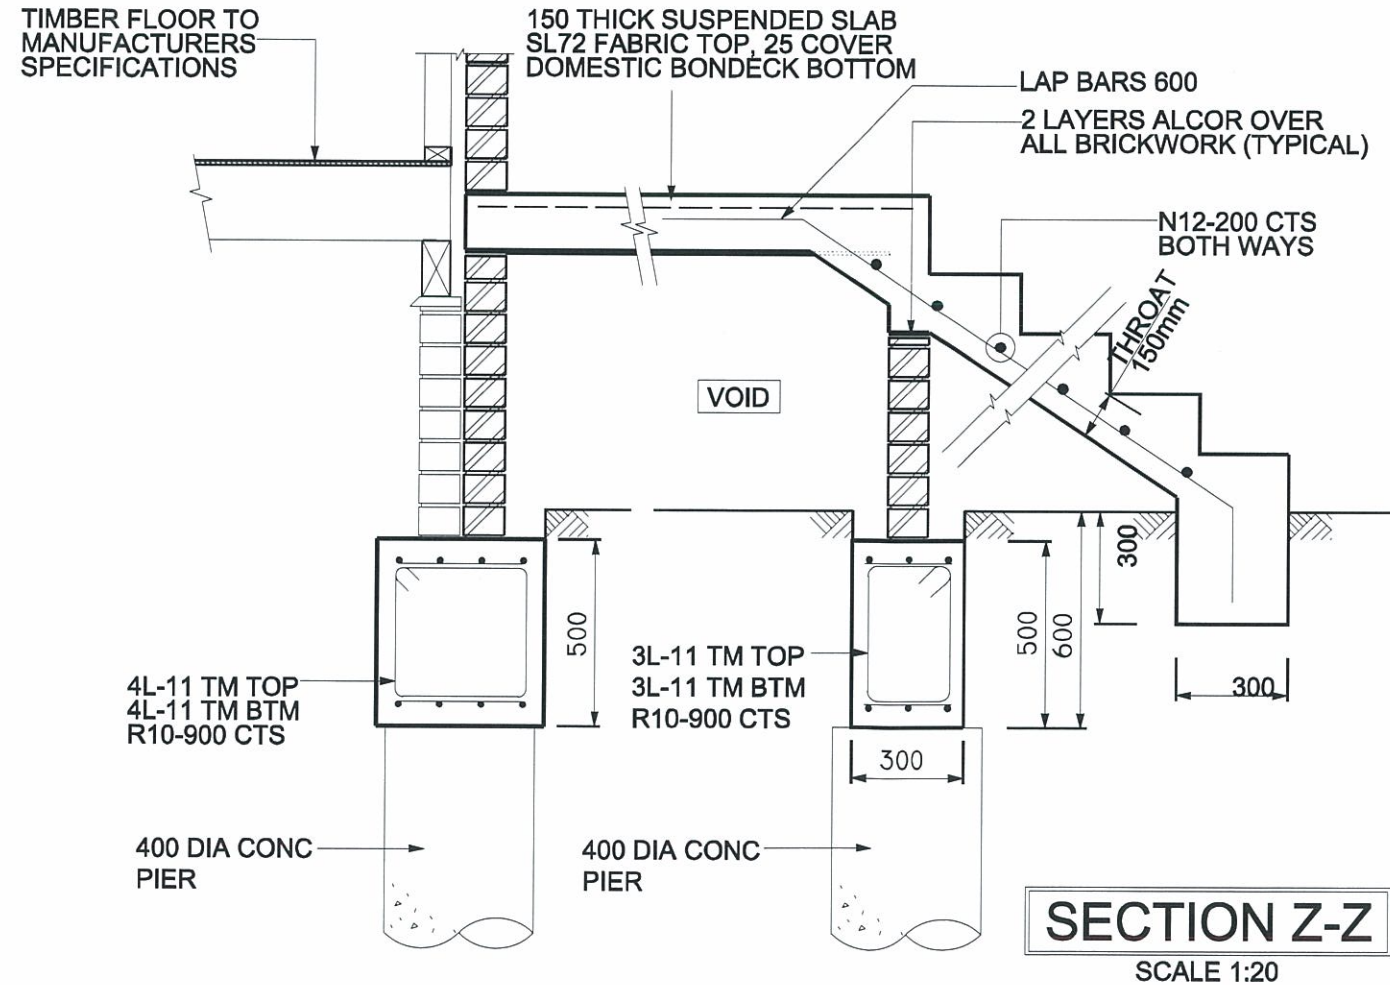 TIMBER FLOOR TO
MANUFACTURERS
SPECIFICATIONS
150 THICK SUSPENDED SLAB
SL72 FABRIC TOP, 25 COVER
DOMESTIC BONDECK BOTTOM
LAP BARS 600
2 LAYERS ALCOR OVER
ALL BRICKWORK (TYPICAL)
N12-200 CTS
BOTH WAYS
THROAT
150mm
VOID
300
500
500
600
4L-11 TM TOP
4L-11 TM BTM
R10-900 CTS
3L-11 TM TOP
3L-11 TM BTM
R10-900 CTS
300
300
400 DIA CONC
PIER
400 DIA CONC
PIER
SECTION Z-Z
SCALE 1:20